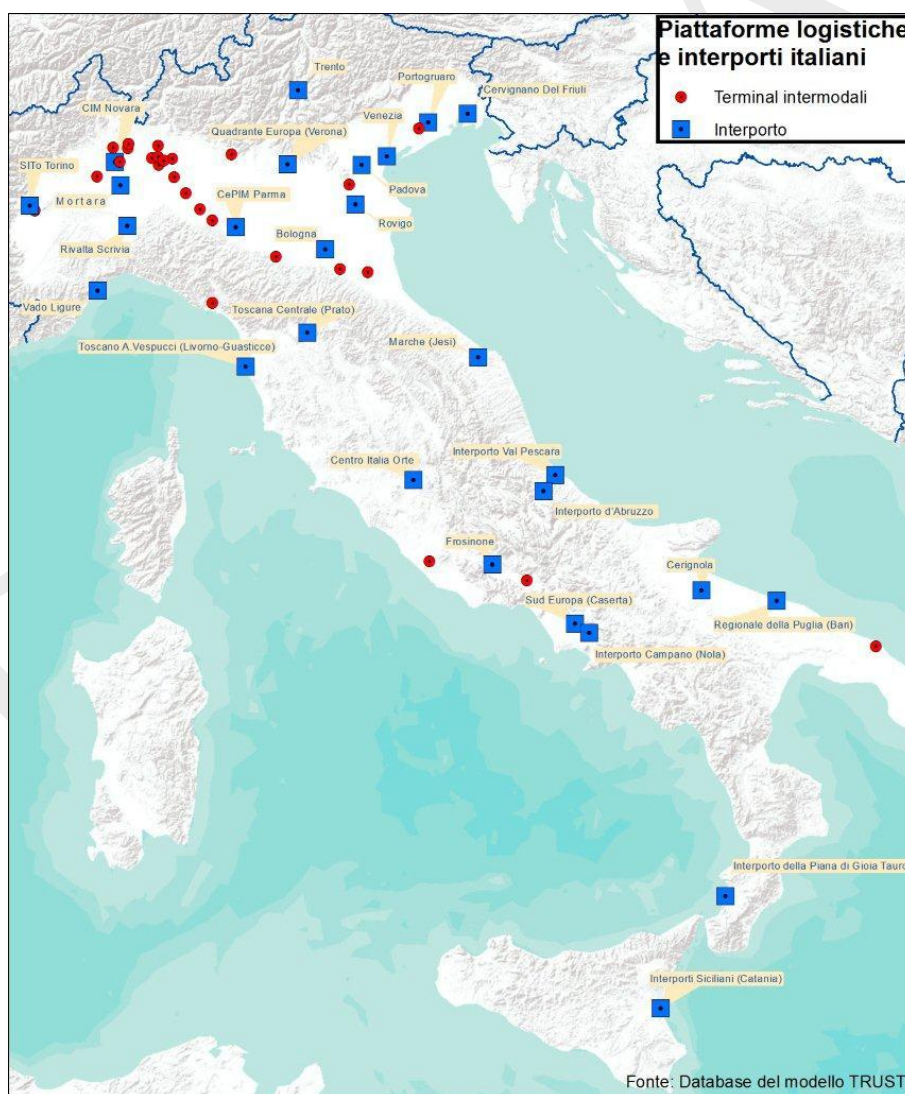 Piattaforme logistiche
e interporti italiani
Terminal intermodali
Interporto
Trento
Portogruaro
CIM Novara
Cervignano Del Friuli
Venezia
Quadrante Europa (Verona)
SITo Torino
Padova
CePIM Parma
Mortara
Rovigo
Bologna
Rivalta Scrivia
Vado Ligure
Toscana Centrale (Prato)
Toscano A.Vespucci (Livorno-Guasticce)
Marche (Jesi)
Interporto Val Pescara
Centro Italia Orte
Interporto d'Abruzzo
Frosinone
Cerignola
Sud Europa (Caserta)
Regionale della Puglia (Bari)
Interporto Campano (Nola)
Interporto della Piana di Gioia Tauro
Interporti Siciliani (Catania)
Fonte: Database del modello TRUST